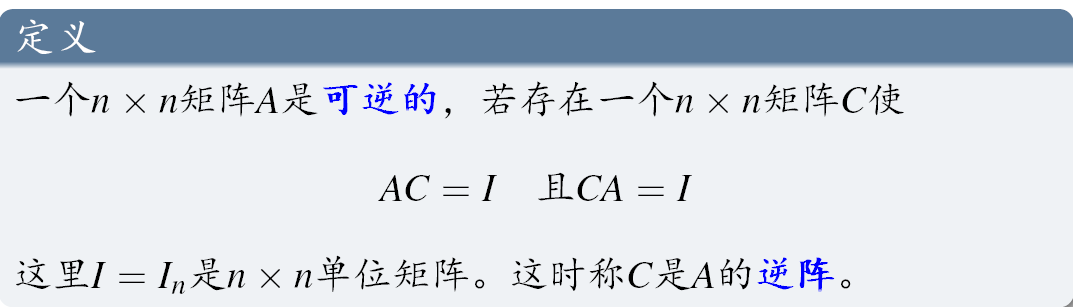 定义
一个n × n矩阵A是可逆的，若存在一个n × n矩阵C使
AC = I 且CA = I
这里I = Iₙ是n × n单位矩阵。这时称C是A的逆阵。